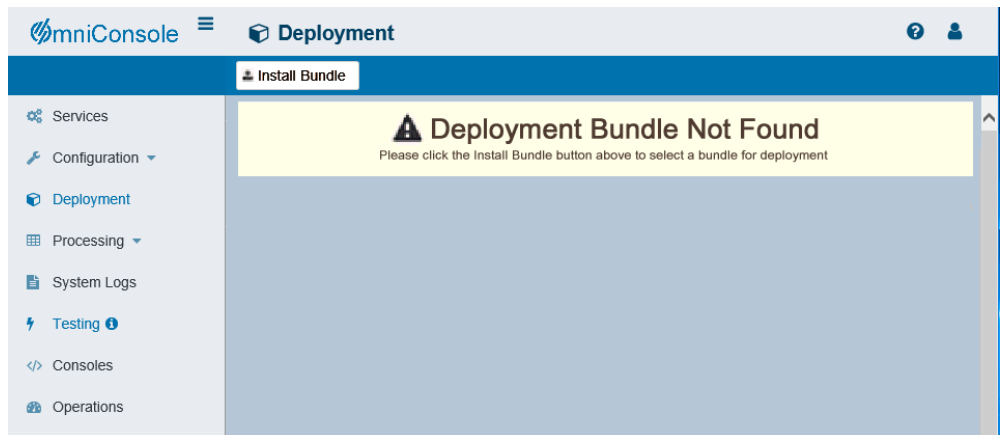 OmniConsole
Deployment
Install Bundle
Services
Configuration
Deployment
Processing
System Logs
Testing
Consoles
Operations
Deployment Bundle Not Found
Please click the Install Bundle button above to select a bundle for deployment